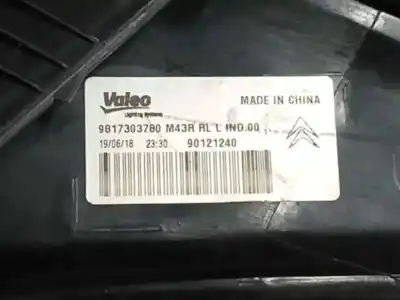 Valeo
Lighting Systems
MADE IN CHINA
9817303780 M43R RL L IND.00
19/06/18 23:30 90121240